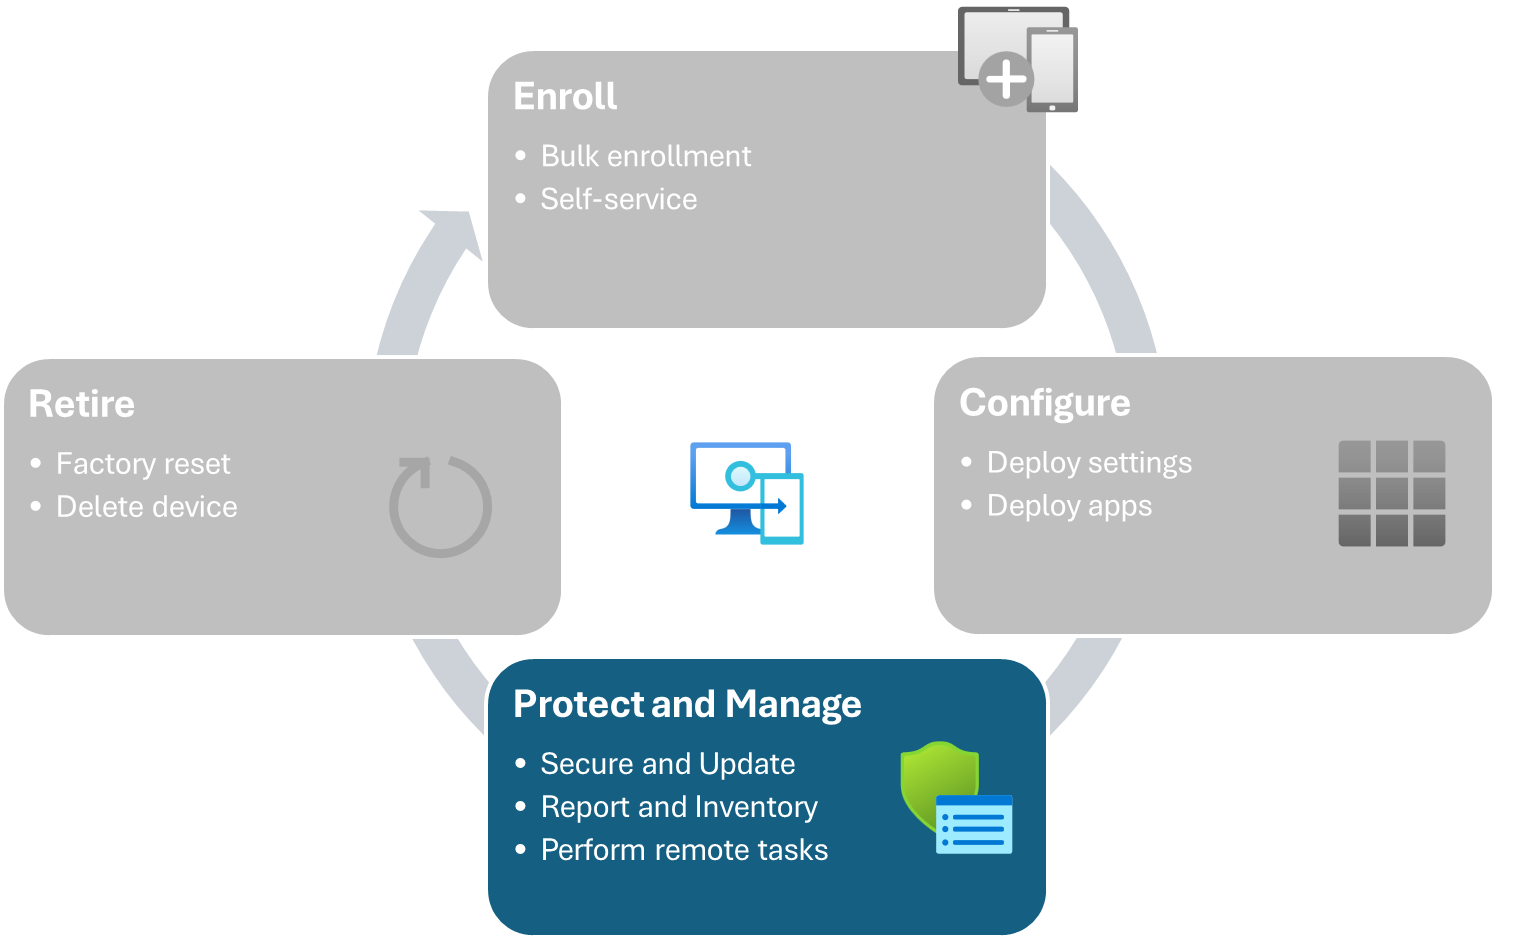 Enroll
• Bulk enrollment
• Self-service
Configure
• Deploy settings
• Deploy apps
Protect and Manage
• Secure and Update
• Report and Inventory
• Perform remote tasks
Retire
• Factory reset
• Delete device